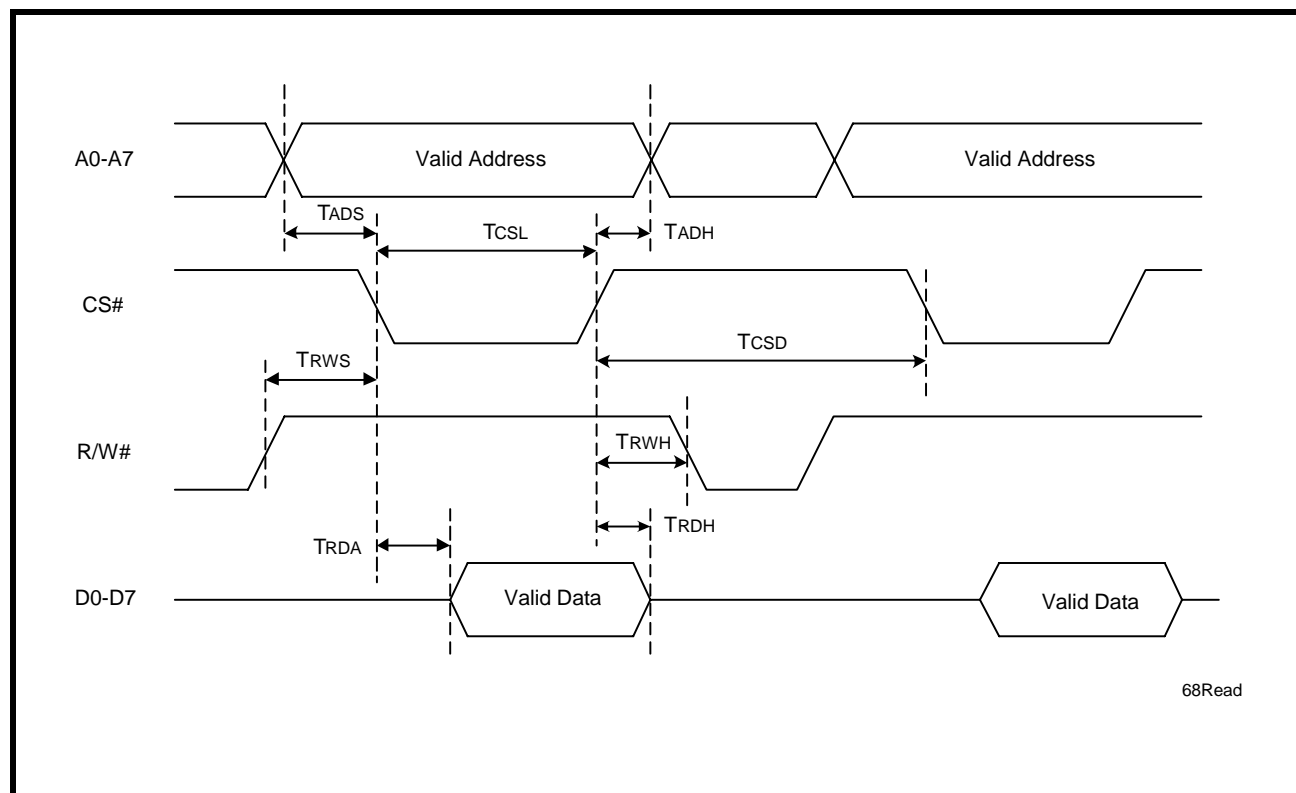 A0-A7
Valid Address
Valid Address
TADS
TCSL
TADH
CS#
TCSD
TRWS
R/W#
TRWH
TRDH
TRDA
D0-D7
Valid Data
Valid Data
68Read